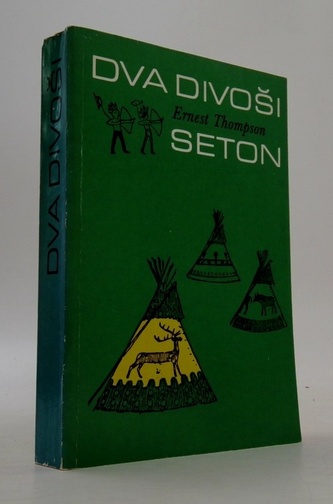 DVA DIVOŠI
Ernest Thompson
SETON
DVA DIVOŠI